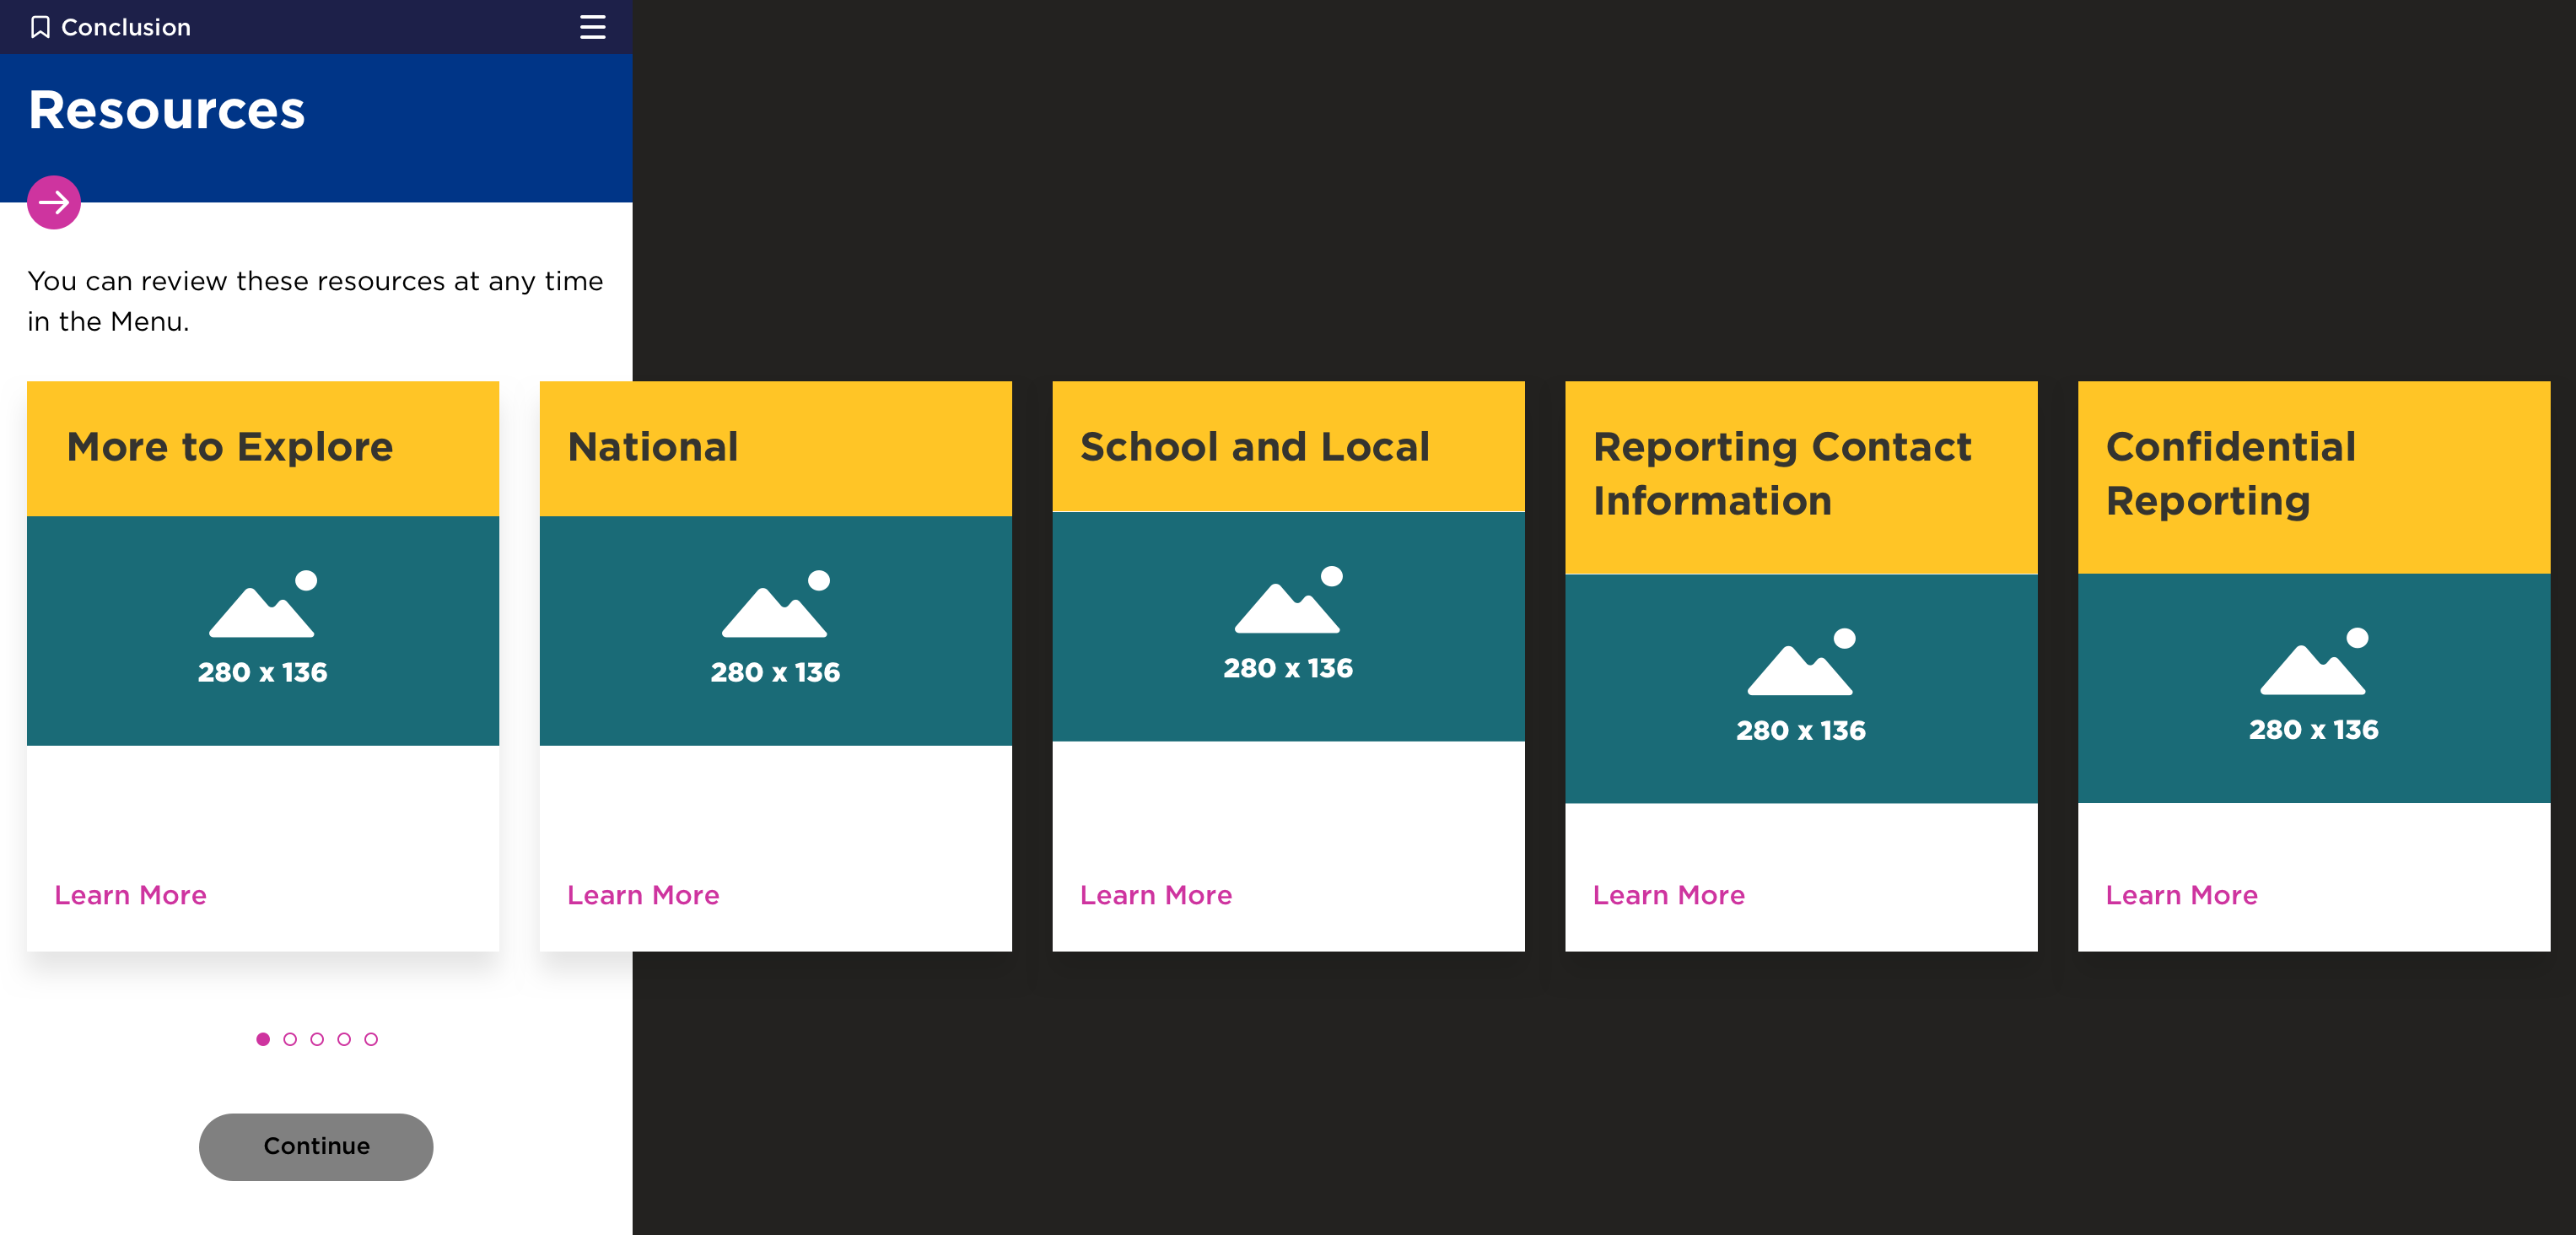 Conclusion
Resources
You can review these resources at any time
in the Menu.
More to Explore
280 x 136
Learn More
National
280 x 136
Learn More
School and Local
280 x 136
Learn More
Reporting Contact
Information
280 x 136
Learn More
Confidential
Reporting
280 x 136
Learn More
Continue